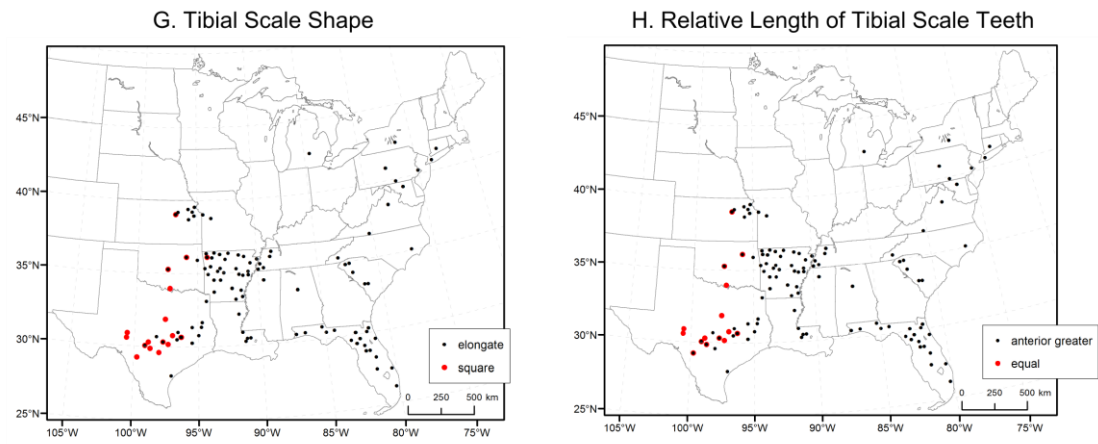 G. Tibial Scale Shape
45°N
40°N
35°N
30°N
25°N
105°W 100°W 95°W 90°W 85°W 80°W 75°W
elongate
square
0 250 500 km
H. Relative Length of Tibial Scale Teeth
45°N
40°N
35°N
30°N
25°N
105°W 100°W 95°W 90°W 85°W 80°W 75°W
anterior greater
equal
0 250 500 km